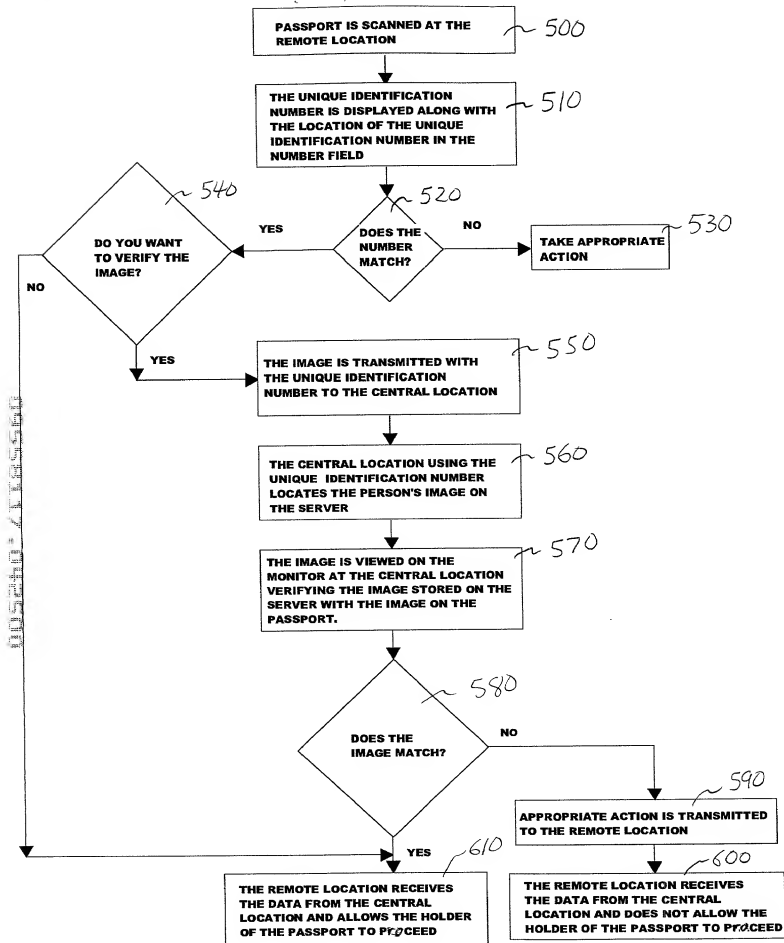 PASSPORT IS SCANNED AT THE
REMOTE LOCATION
500
THE UNIQUE IDENTIFICATION
NUMBER IS DISPLAYED ALONG WITH
THE LOCATION OF THE UNIQUE
IDENTIFICATION NUMBER IN THE
NUMBER FIELD
510
540
520
DO YOU WANT
TO VERIFY THE
IMAGE?
YES
DOES THE
NUMBER
MATCH?
NO
TAKE APPROPRIATE
ACTION
530
NO
YES
THE IMAGE IS TRANSMITTED WITH
THE UNIQUE IDENTIFICATION
NUMBER TO THE CENTRAL LOCATION
550
THE CENTRAL LOCATION USING THE
UNIQUE IDENTIFICATION NUMBER
LOCATES THE PERSON'S IMAGE ON
THE SERVER
560
THE IMAGE IS VIEWED ON THE
MONITOR AT THE CENTRAL LOCATION
VERIFYING THE IMAGE STORED ON THE
SERVER WITH THE IMAGE ON THE
PASSPORT.
570
580
DOES THE
IMAGE MATCH?
NO
590
APPROPRIATE ACTION IS TRANSMITTED
TO THE REMOTE LOCATION
YES
610
600
THE REMOTE LOCATION RECEIVES
THE DATA FROM THE CENTRAL
LOCATION AND ALLOWS THE HOLDER
OF THE PASSPORT TO PROCEED
THE REMOTE LOCATION RECEIVES
THE DATA FROM THE CENTRAL
LOCATION AND DOES NOT ALLOW THE
HOLDER OF THE PASSPORT TO PROCEED